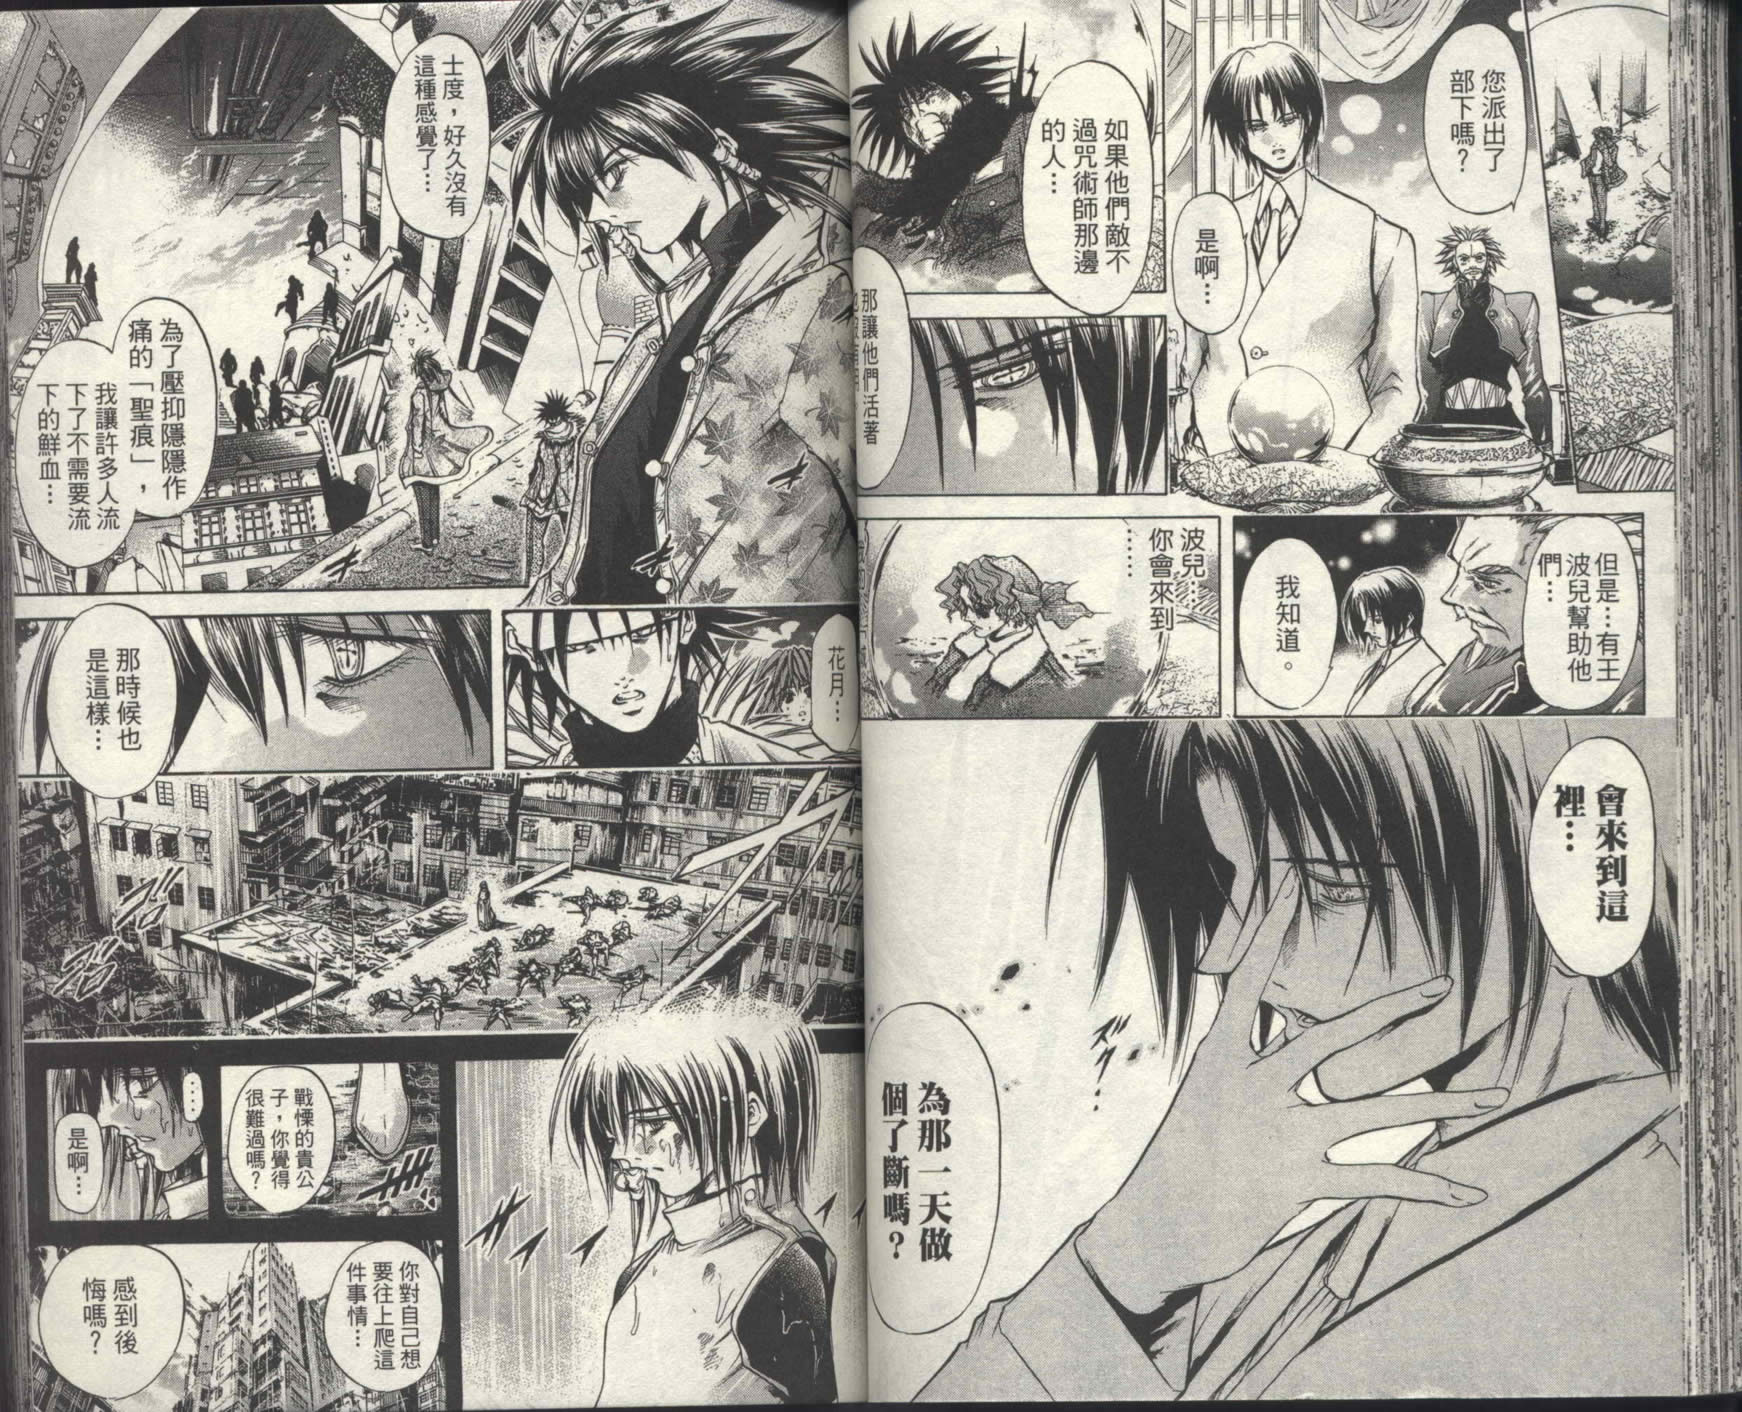 您派出了
部下嗎？
是啊…
如果他們敵不
過咒術師那邊
的人…
那讓他們活著
但是…有王
波兒幫助他
們…
我知道。
波兒…
你會來到
……
會來到這
裡…
ズク…
為那一天做
個了斷嗎？
士度，好久沒有
這種感覺了…
為了壓抑隱隱作
痛的「聖痕」，
我讓許多人流
下了不需要流
下的鮮血…
花月…
那時候也
是這樣…
戰慄的貴公
子，你覺得
很難過嗎？
……
是啊…
你對自己想
要往上爬這
件事情…
感到後
悔嗎？